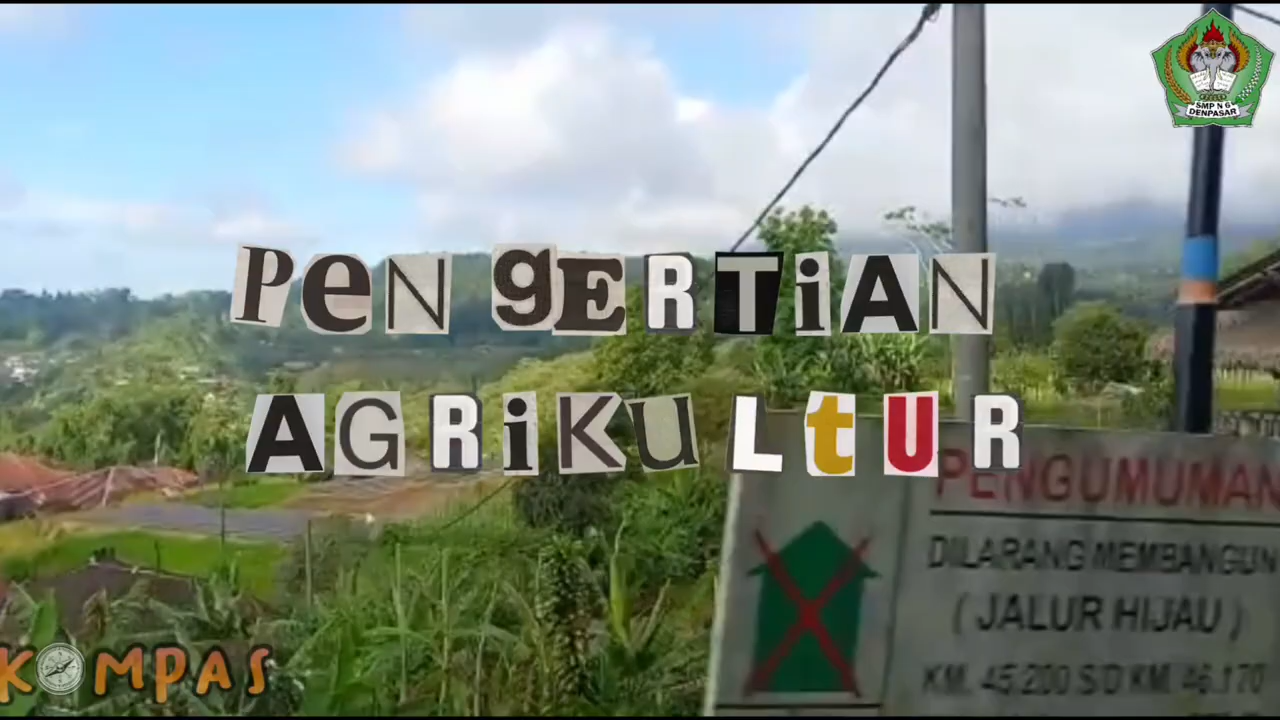 SMP N 6
DENPASAR
PENGERTIAN
AGRIKULTUR
PENGUMUMAN
DILARANG MEMBANGUN
( JALUR HIJAU )
KM. 45.200 S/D KM. 46.170
KOMPAS